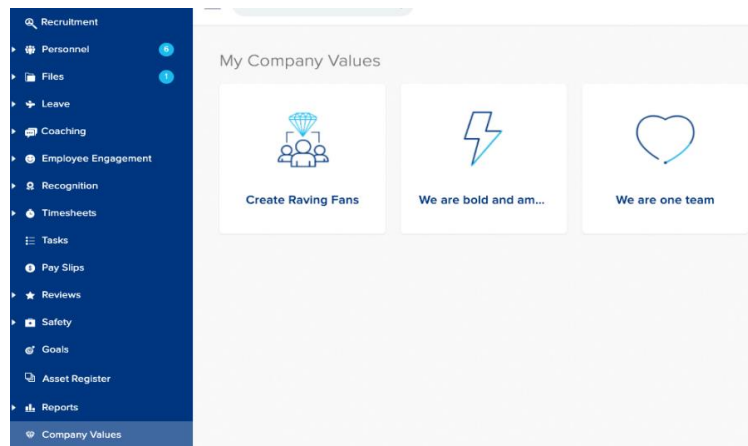 Recruitment
Personnel
6
Files
1
Leave
Coaching
Employee Engagement
Recognition
Timesheets
Tasks
Pay Slips
Reviews
Safety
Goals
Asset Register
Reports
Company Values
My Company Values
Create Raving Fans
We are bold and am...
We are one team